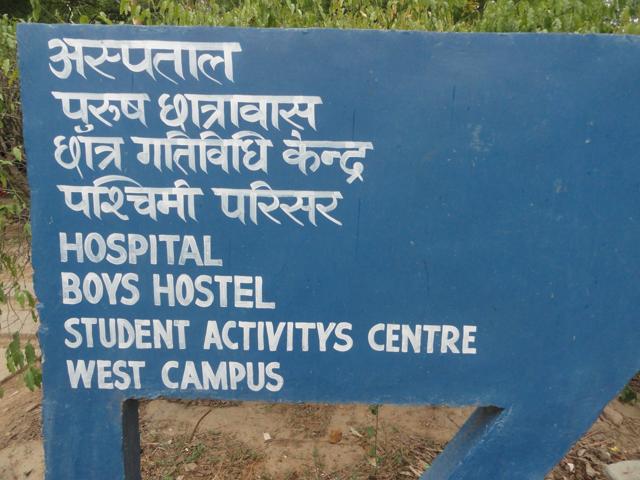 अस्पताल
पुरुष छात्रावास
छात्र गतिविधि केन्द्र
पश्चिमी परिसर
HOSPITAL
BOYS HOSTEL
STUDENT ACTIVITYS CENTRE
WEST CAMPUS